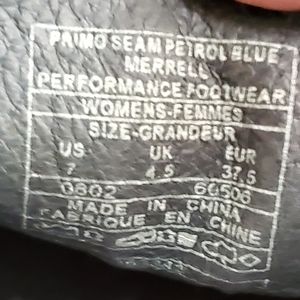 PRIMO SEAM PETROL BLUE
MERRELL
PERFORMANCE FOOTWEAR
WOMENS-FEMMES
SIZE-GRANDEUR
US UK EUR
7 4.5 37.5
0802 60506
MADE IN CHINA
FABRIQUE EN CHINE